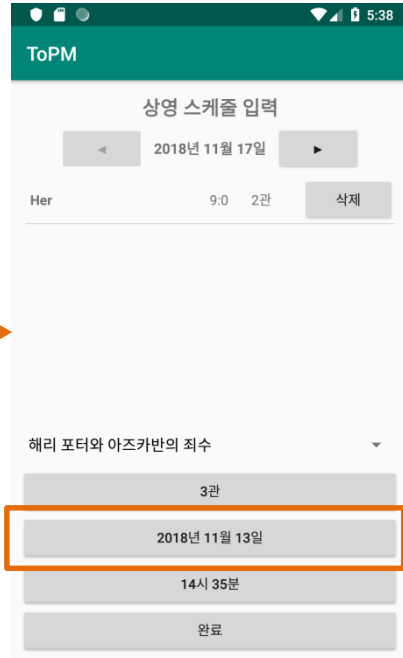 5:38
ToPM
상영 스케줄 입력
◄ 2018년 11월 17일 ►
Her 9:0 2관 삭제
해리 포터와 아즈카반의 죄수
3관
2018년 11월 13일
14시 35분
완료